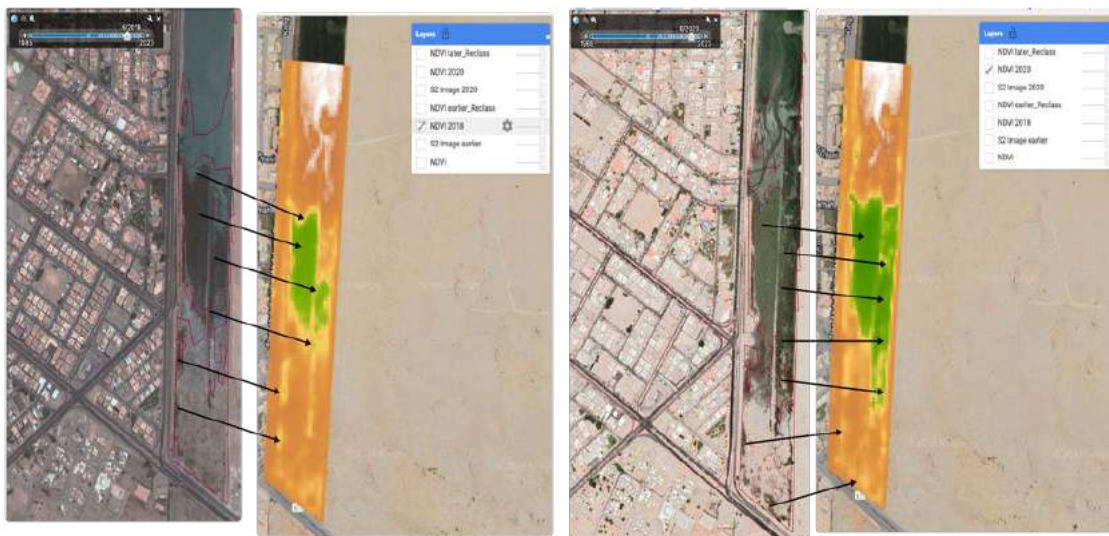 6/2018
1985
2023
Layers
NDVI later_Reclass
NDVI 2020
S2 Image 2020
NDVI earlier_Reclass
NDVI 2018
S2 Image earlier
NDVI
6/2020
1985
2023
Layers
NDVI later_Reclass
NDVI 2020
S2 Image 2020
NDVI earlier_Reclass
NDVI 2018
S2 Image earlier
NDVI